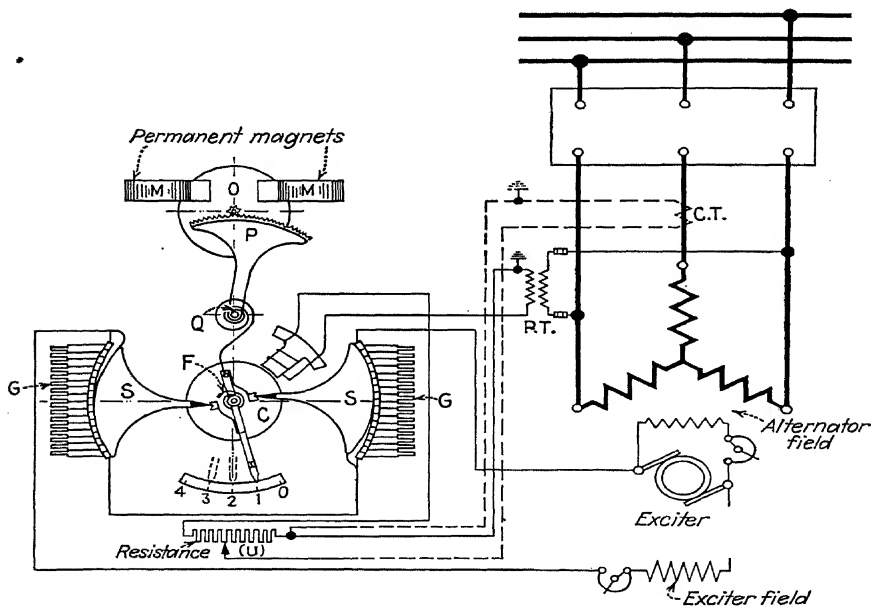 Permanent magnets
M
O
M
P
C.T.
P.T.
Q
F
G
S
C
S
G
Alternator
field
4 3 2 1 0
Exciter
Resistance
(U)
Exciter field